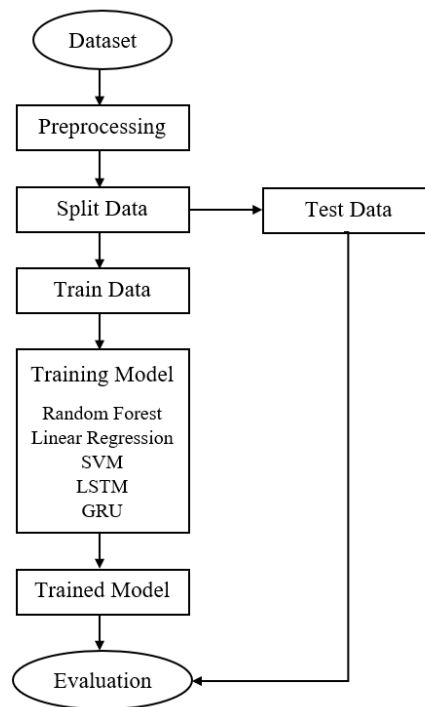 Dataset
Preprocessing
Split Data
Test Data
Train Data
Training Model
Random Forest
Linear Regression
SVM
LSTM
GRU
Trained Model
Evaluation